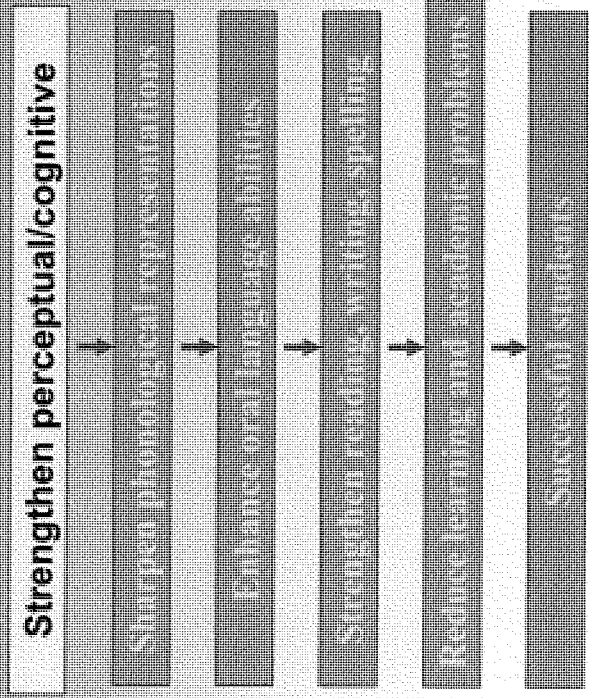 Strengthen perceptual/cognitive
Sharpen phonological representations
Enhance oral language abilities
Strengthen reading, writing, spelling
Reduce learning and academic problems
Successful students